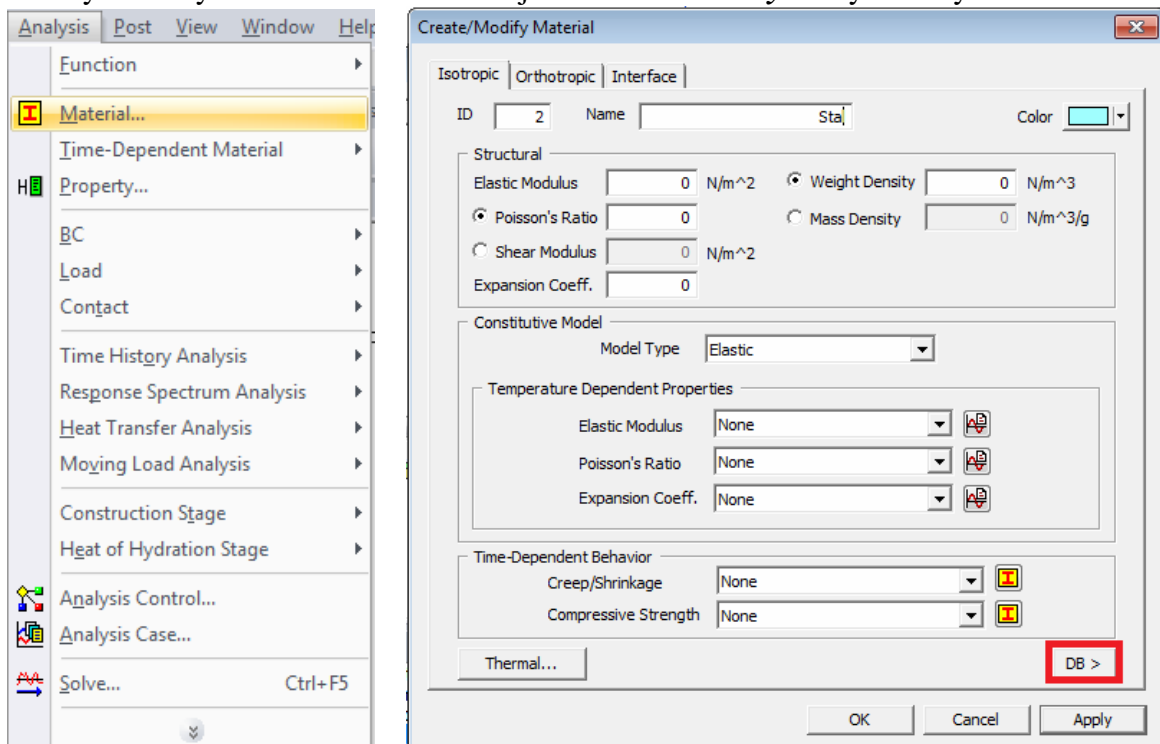 Analysis Post View Window Help
Function
Material...
Time-Dependent Material
Property...
BC
Load
Contact
Time History Analysis
Response Spectrum Analysis
Heat Transfer Analysis
Moving Load Analysis
Construction Stage
Heat of Hydration Stage
Analysis Control...
Analysis Case...
Solve... Ctrl+F5
Create/Modify Material
Isotropic Orthotropic Interface
ID 2 Name Sta Color
Structural
Elastic Modulus 0 N/m^2 Weight Density 0 N/m^3
Poisson's Ratio 0 Mass Density 0 N/m^3/g
Shear Modulus 0 N/m^2
Expansion Coeff. 0
Constitutive Model
Model Type Elastic
Temperature Dependent Properties
Elastic Modulus None
Poisson's Ratio None
Expansion Coeff. None
Time-Dependent Behavior
Creep/Shrinkage None
Compressive Strength None
Thermal... DB >
OK Cancel Apply